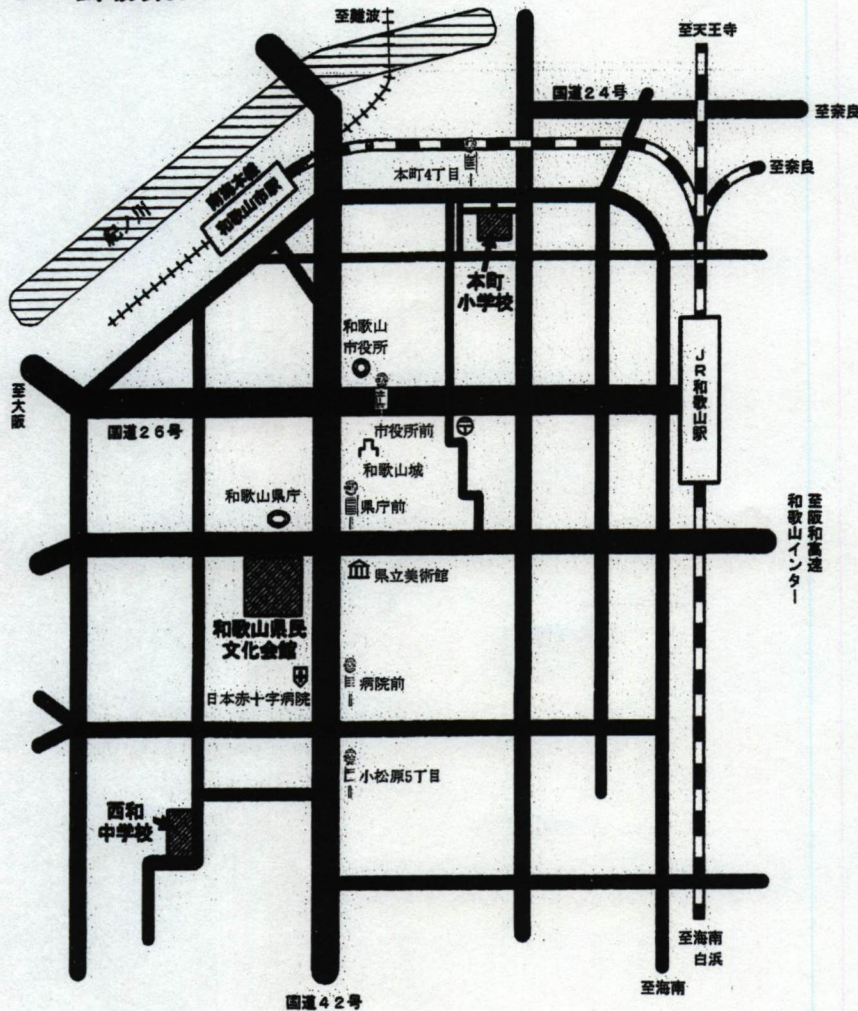 至難波
至天王寺
国道24号
至奈良
本町4丁目
至奈良
南海本線
和歌山市駅
紀ノ川
本町
小学校
和歌山
市役所
JR和歌山駅
至大阪
国道26号
市役所前
和歌山城
和歌山県庁
県庁前
至阪和高速
和歌山インター
県立美術館
和歌山県民
文化会館
病院前
日本赤十字病院
小松原5丁目
西和
中学校
至海南
白浜
至海南
国道42号